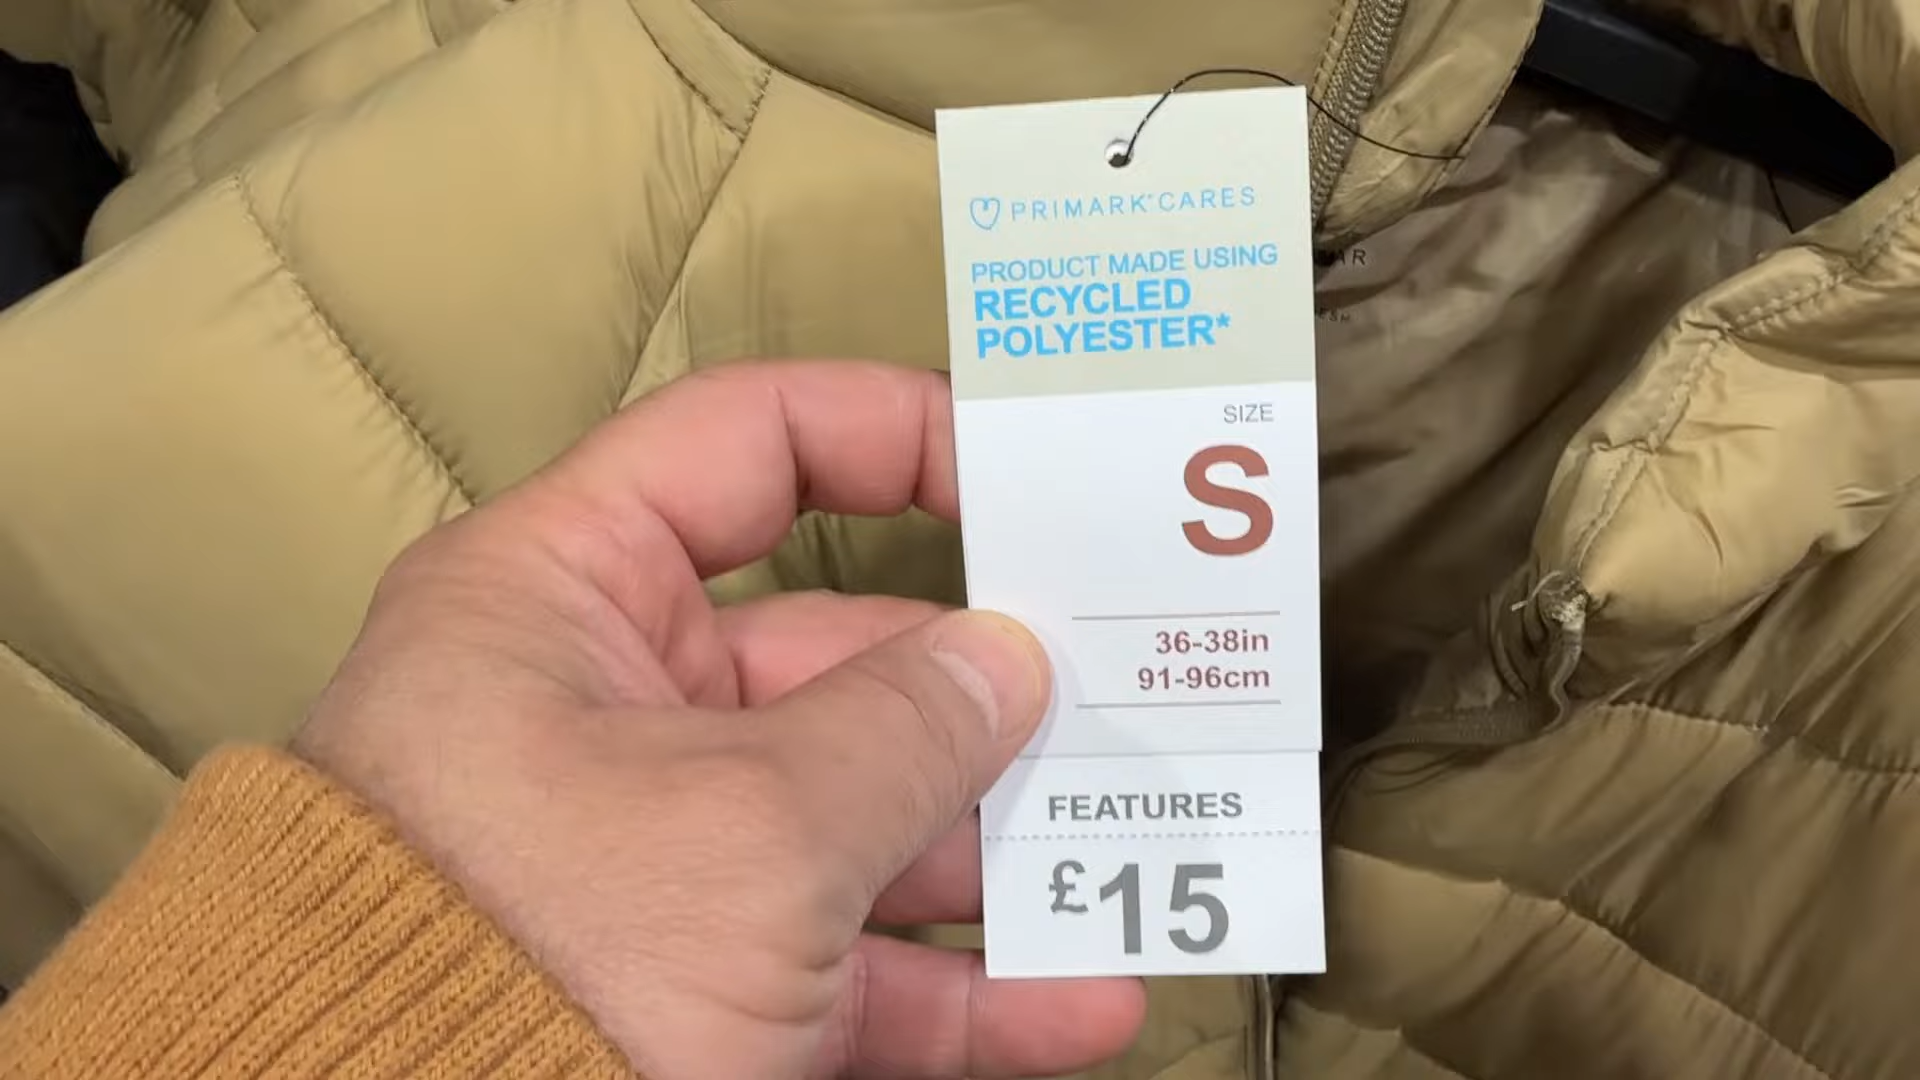 PRIMARK®CARES
PRODUCT MADE USING
RECYCLED
POLYESTER*
SIZE
S
36-38in
91-96cm
FEATURES
£15